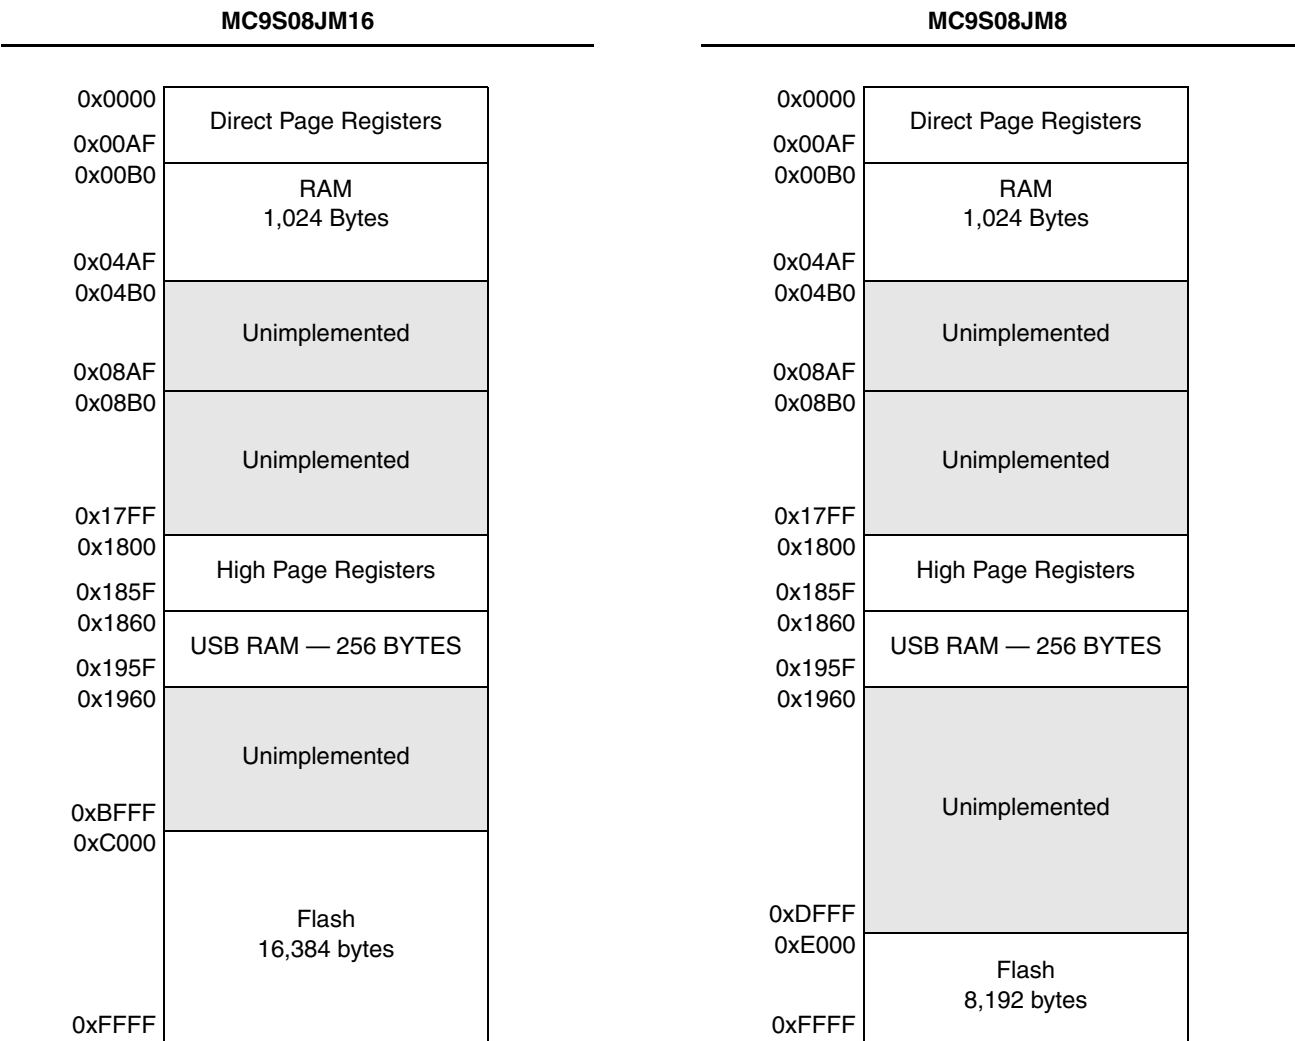 MC9S08JM16
0x0000
Direct Page Registers
0x00AF
0x00B0
RAM
1,024 Bytes
0x04AF
0x04B0
Unimplemented
0x08AF
0x08B0
Unimplemented
0x17FF
0x1800
High Page Registers
0x185F
0x1860
USB RAM — 256 BYTES
0x195F
0x1960
Unimplemented
0xBFFF
0xC000
Flash
16,384 bytes
0xFFFF
MC9S08JM8
0x0000
Direct Page Registers
0x00AF
0x00B0
RAM
1,024 Bytes
0x04AF
0x04B0
Unimplemented
0x08AF
0x08B0
Unimplemented
0x17FF
0x1800
High Page Registers
0x185F
0x1860
USB RAM — 256 BYTES
0x195F
0x1960
Unimplemented
0xDFFF
0xE000
Flash
8,192 bytes
0xFFFF